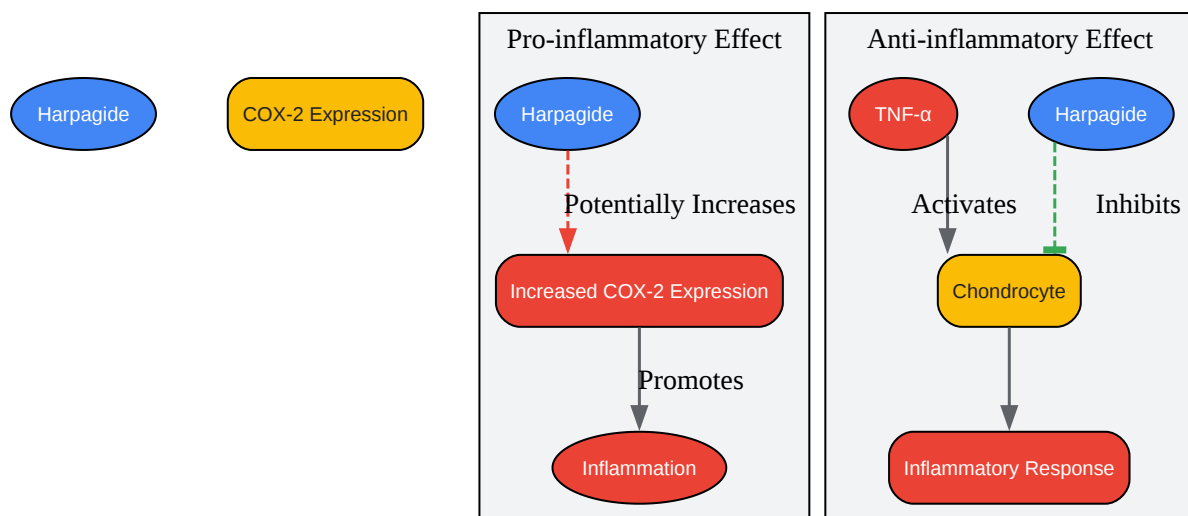 Harpagide
COX-2 Expression
Pro-inflammatory Effect
Harpagide
Potentially Increases
Increased COX-2 Expression
Promotes
Inflammation
Anti-inflammatory Effect
TNF-α
Harpagide
Activates
Inhibits
Chondrocyte
Inflammatory Response